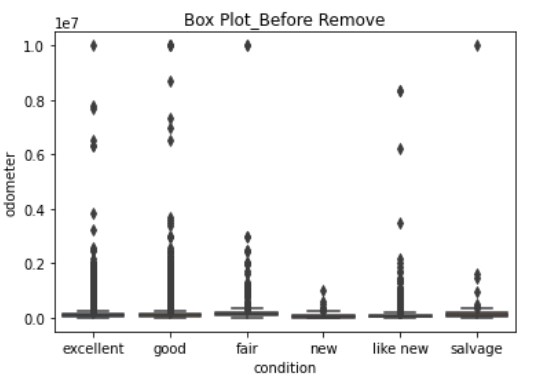 Box Plot_Before Remove
1e7
1.0
0.8
0.6
0.4
0.2
0.0
odometer
excellent good fair new like new salvage
condition